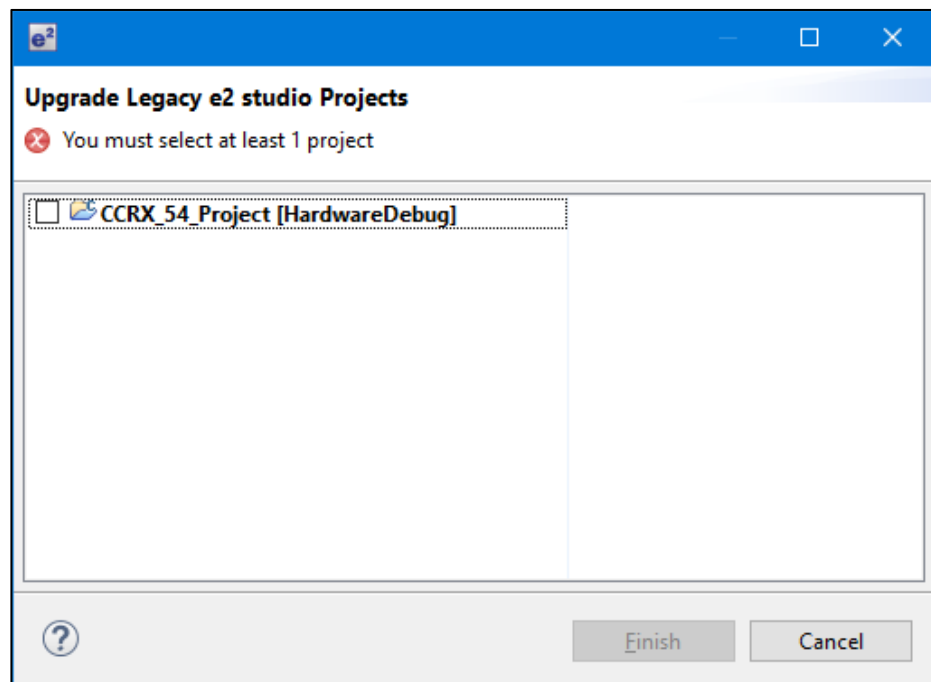 e²
Upgrade Legacy e2 studio Projects
You must select at least 1 project
CCRX_54_Project [HardwareDebug]
?
Finish
Cancel